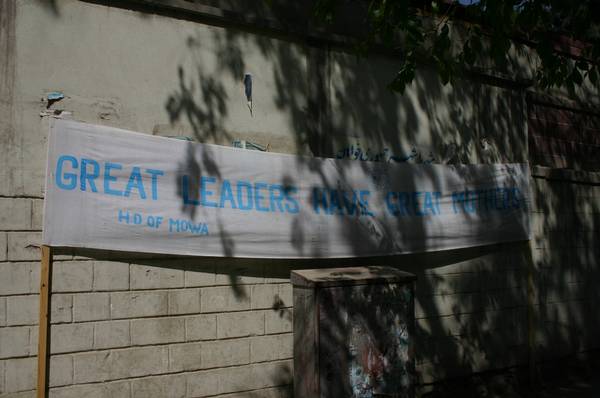 GREAT LEADERS HAVE GREAT MOTHERS
H.D OF MOWA